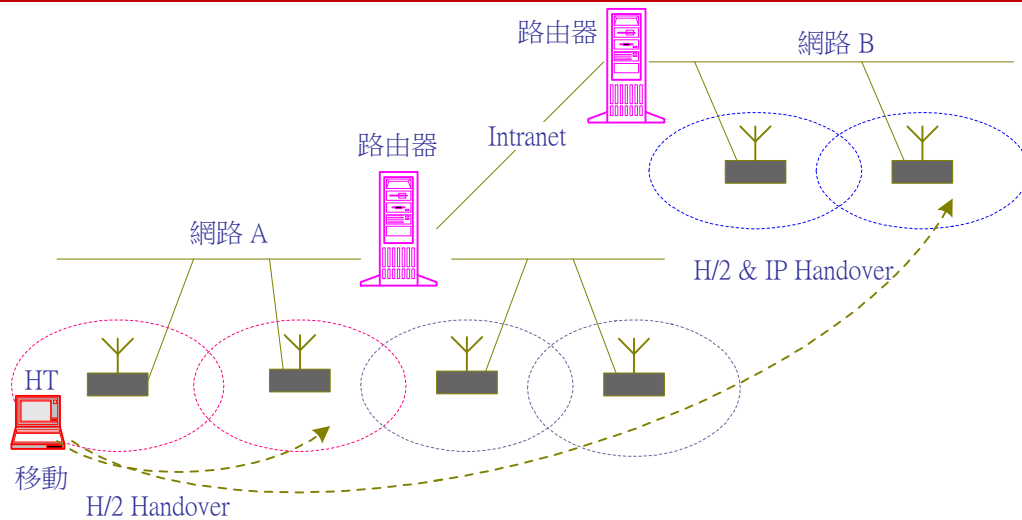 路由器
網路 B
Intranet
路由器
網路 A
H/2 & IP Handover
HT
移動
H/2 Handover